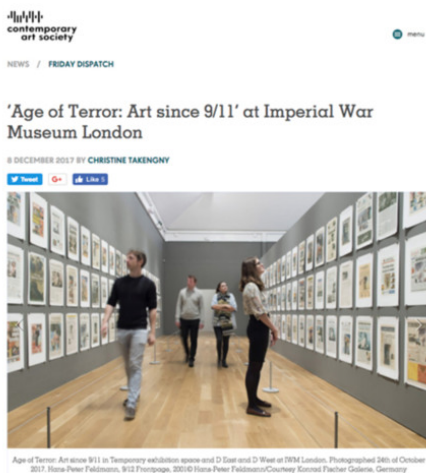 contemporary
art society
menu
NEWS / FRIDAY DISPATCH
'Age of Terror: Art since 9/11' at Imperial War
Museum London
8 DECEMBER 2017 BY CHRISTINE TAKENGNY
Tweet G+ Like 5
Age of Terror: Art since 9/11 in Temporary exhibition space and D East and D West at IWM London. Photographed 24th of October
2017. Hans-Peter Feldmann, 9/12 Frontpage, 2001© Hans-Peter Feldmann/Courtesy Konrad Fischer Galerie, Germany